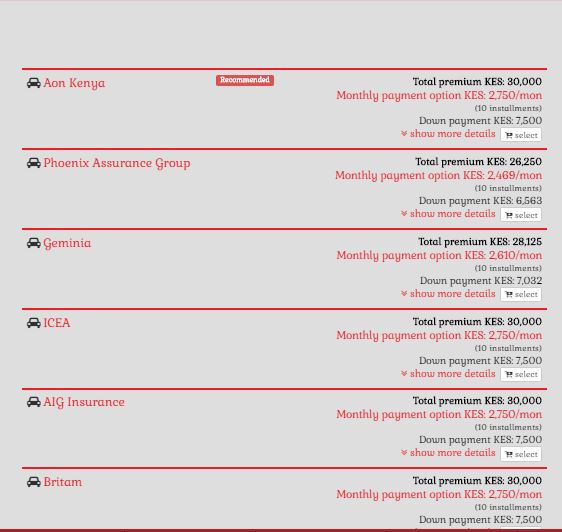 Aon Kenya
Recommended
Total premium KES: 30,000
Monthly payment option KES: 2,750/mon
(10 installments)
Down payment KES: 7,500
show more details select
Phoenix Assurance Group
Total premium KES: 26,250
Monthly payment option KES: 2,469/mon
(10 installments)
Down payment KES: 6,563
show more details select
Geminia
Total premium KES: 28,125
Monthly payment option KES: 2,610/mon
(10 installments)
Down payment KES: 7,032
show more details select
ICEA
Total premium KES: 30,000
Monthly payment option KES: 2,750/mon
(10 installments)
Down payment KES: 7,500
show more details select
AIG Insurance
Total premium KES: 30,000
Monthly payment option KES: 2,750/mon
(10 installments)
Down payment KES: 7,500
show more details select
Britam
Total premium KES: 30,000
Monthly payment option KES: 2,750/mon
(10 installments)
Down payment KES: 7,500